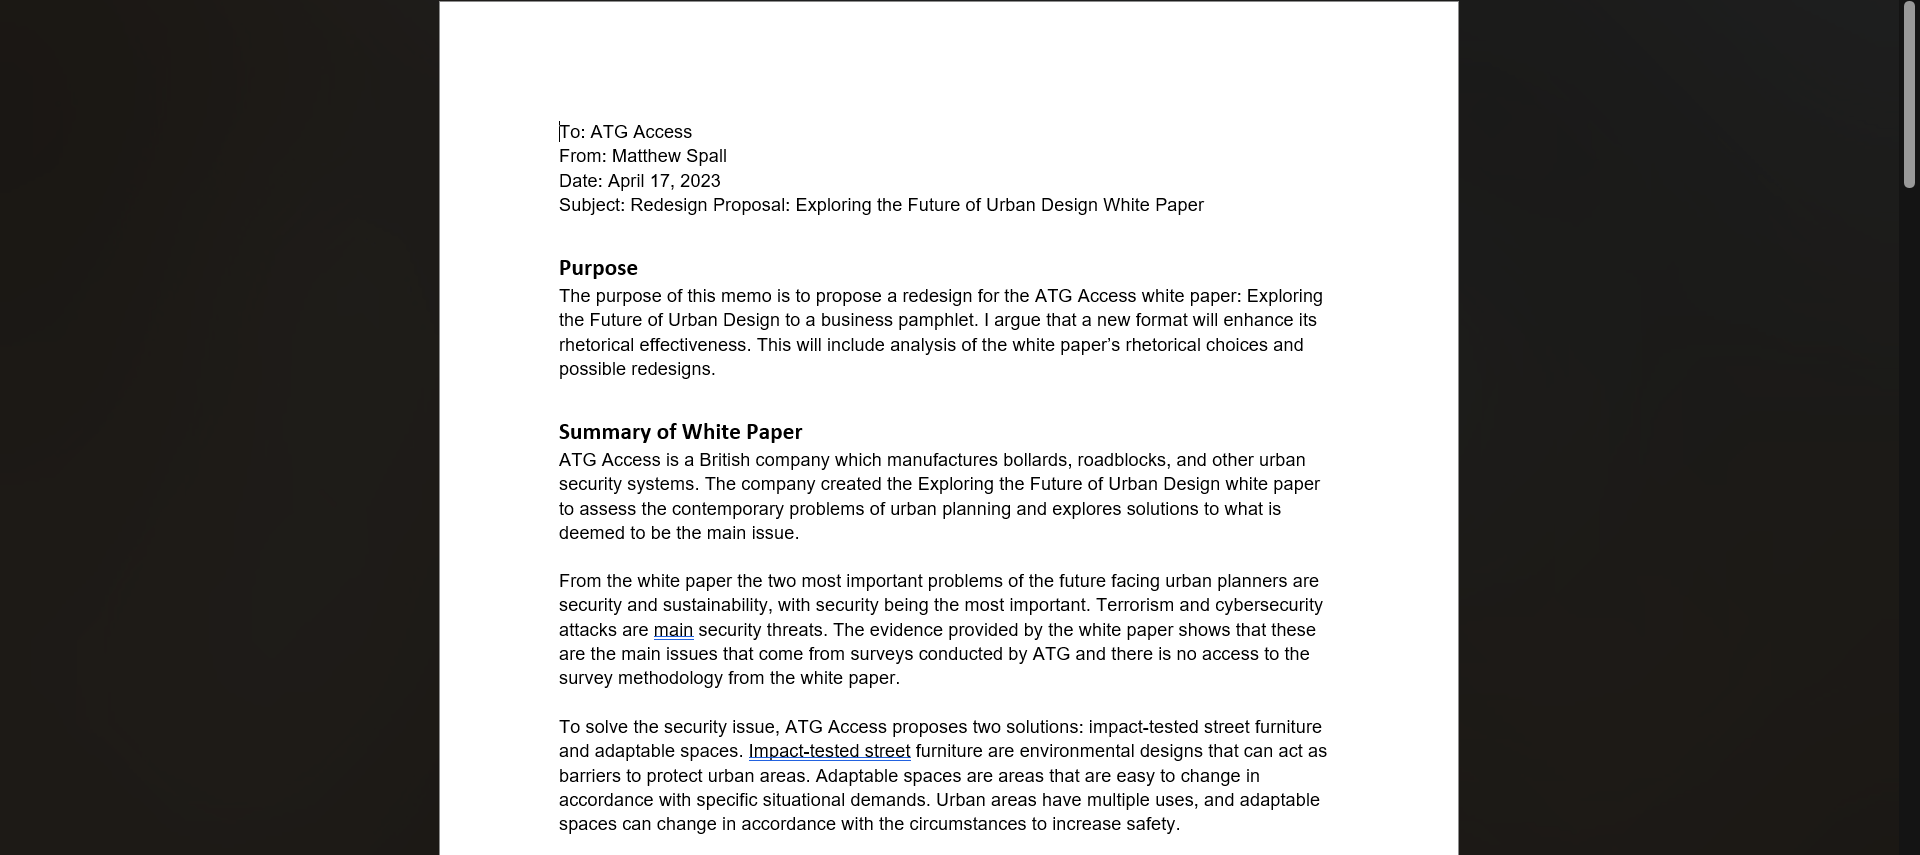 To: ATG Access
From: Matthew Spall
Date: April 17, 2023
Subject: Redesign Proposal: Exploring the Future of Urban Design White Paper
Purpose
The purpose of this memo is to propose a redesign for the ATG Access white paper: Exploring
the Future of Urban Design to a business pamphlet. I argue that a new format will enhance its
rhetorical effectiveness. This will include analysis of the white paper’s rhetorical choices and
possible redesigns.
Summary of White Paper
ATG Access is a British company which manufactures bollards, roadblocks, and other urban
security systems. The company created the Exploring the Future of Urban Design white paper
to assess the contemporary problems of urban planning and explores solutions to what is
deemed to be the main issue.
From the white paper the two most important problems of the future facing urban planners are
security and sustainability, with security being the most important. Terrorism and cybersecurity
attacks are main security threats. The evidence provided by the white paper shows that these
are the main issues that come from surveys conducted by ATG and there is no access to the
survey methodology from the white paper.
To solve the security issue, ATG Access proposes two solutions: impact-tested street furniture
and adaptable spaces. Impact-tested street furniture are environmental designs that can act as
barriers to protect urban areas. Adaptable spaces are areas that are easy to change in
accordance with specific situational demands. Urban areas have multiple uses, and adaptable
spaces can change in accordance with the circumstances to increase safety.